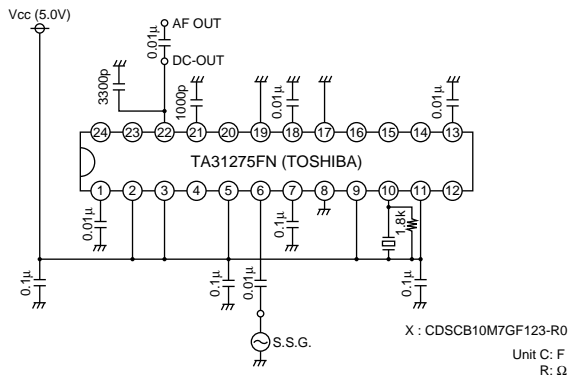 Vcc (5.0V)
AF OUT
0.01μ
DC-OUT
3300p
1000p
0.01μ
0.01μ
24 23 22 21 20 19 18 17 16 15 14 13
TA31275FN (TOSHIBA)
1 2 3 4 5 6 7 8 9 10 11 12
0.01μ
0.1μ
1.8k
0.1μ
0.1μ
0.01μ
0.1μ
S.S.G.
X : CDSCB10M7GF123-R0
Unit C: F
R: Ω